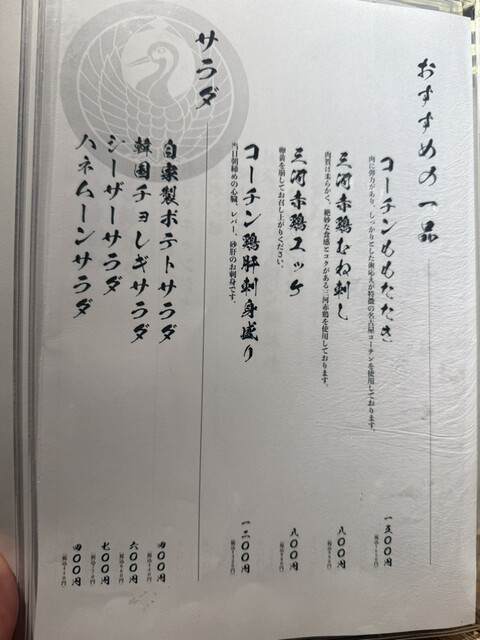 おすすめの一品
コーチンももたたき
一五〇〇円
肉に弾力があり、しっかりとした歯応えが特徴の名古屋コーチンを使用しております。
三河赤鶏むね刺し
八〇〇円
肉質は柔らかく、絶妙な食感とコクがある三河赤鶏を使用しております。
三河赤鶏ユッケ
八〇〇円
卵黄を崩してお召し上がりください。
コーチン鶏肝刺身盛り
一二〇〇円
当日朝締めの心臓、レバー、砂肝のお刺身です。
サラダ
自家製ポテトサラダ
四〇〇円
韓国チョレギサラダ
六〇〇円
シーザーサラダ
七〇〇円
ハネムーンサラダ
四〇〇円